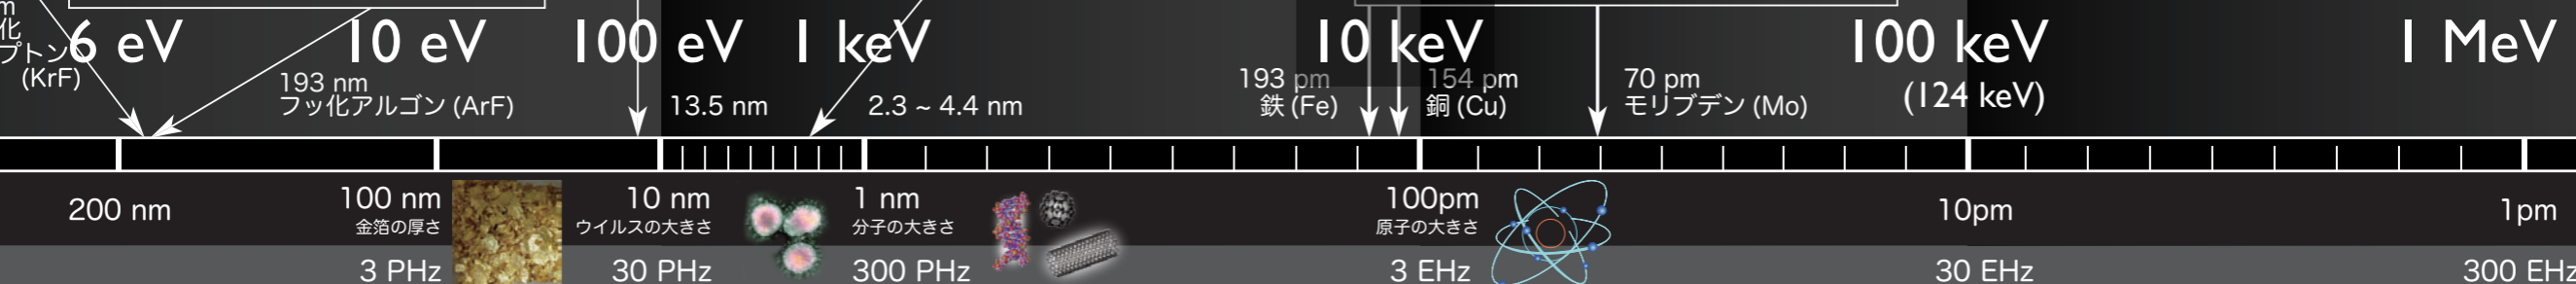 化
プトン
(KrF)
6 eV
10 eV
100 eV
1 keV
10 keV
100 keV
1 MeV
(124 keV)
193 nm
フッ化アルゴン (ArF)
13.5 nm
2.3 ~ 4.4 nm
193 pm
鉄 (Fe)
154 pm
銅 (Cu)
70 pm
モリブデン (Mo)
200 nm
100 nm
金箔の厚さ
10 nm
ウイルスの大きさ
1 nm
分子の大きさ
100pm
原子の大きさ
10pm
1pm
3 PHz
30 PHz
300 PHz
3 EHz
30 EHz
300 EHz